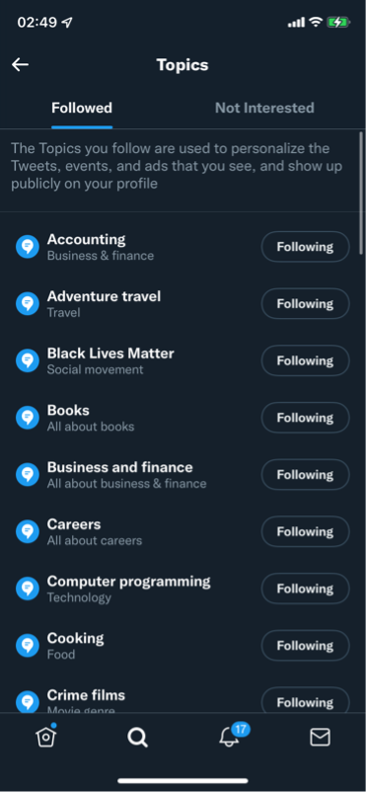 02:49
Topics
Followed Not Interested
The Topics you follow are used to personalize the
Tweets, events, and ads that you see, and show up
publicly on your profile
Accounting
Business & finance
Following
Adventure travel
Travel
Following
Black Lives Matter
Social movement
Following
Books
All about books
Following
Business and finance
All about business & finance
Following
Careers
All about careers
Following
Computer programming
Technology
Following
Cooking
Food
Following
Crime films
Movie genre
Following
17